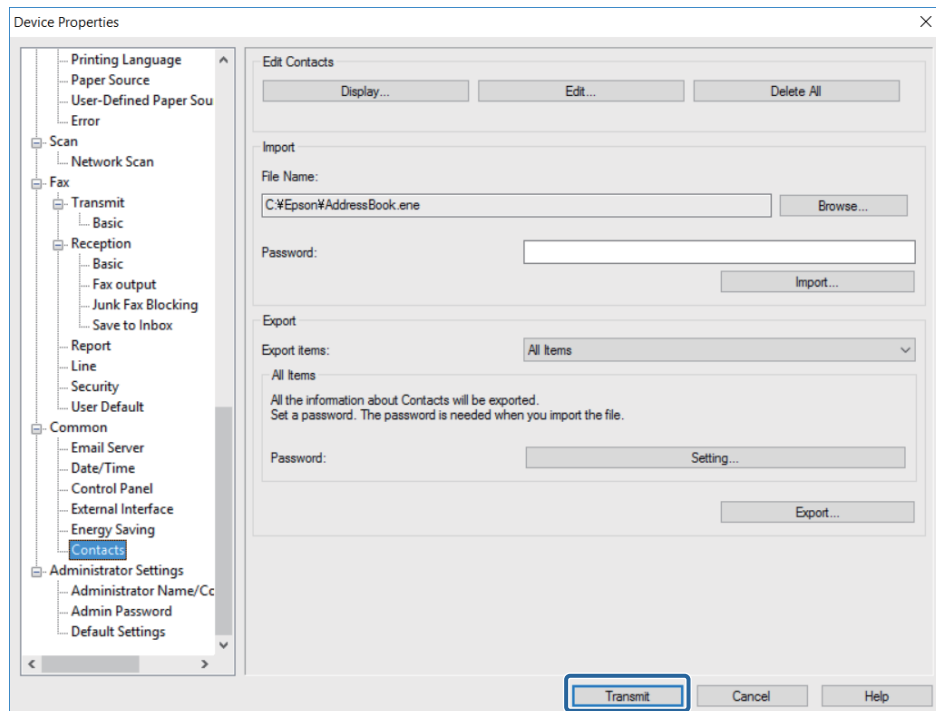 Device Properties
Printing Language
Paper Source
User-Defined Paper Sou
Error
Scan
Network Scan
Fax
Transmit
Basic
Reception
Basic
Fax output
Junk Fax Blocking
Save to Inbox
Report
Line
Security
User Default
Common
Email Server
Date/Time
Control Panel
External Interface
Energy Saving
Contacts
Administrator Settings
Administrator Name/Co
Admin Password
Default Settings
Edit Contacts
Display...
Edit...
Delete All
Import
File Name:
C:¥Epson¥AddressBook.ene
Browse...
Password:
Import...
Export
Export items:
All Items
All Items
All the information about Contacts will be exported.
Set a password. The password is needed when you import the file.
Password:
Setting...
Export...
Transmit
Cancel
Help